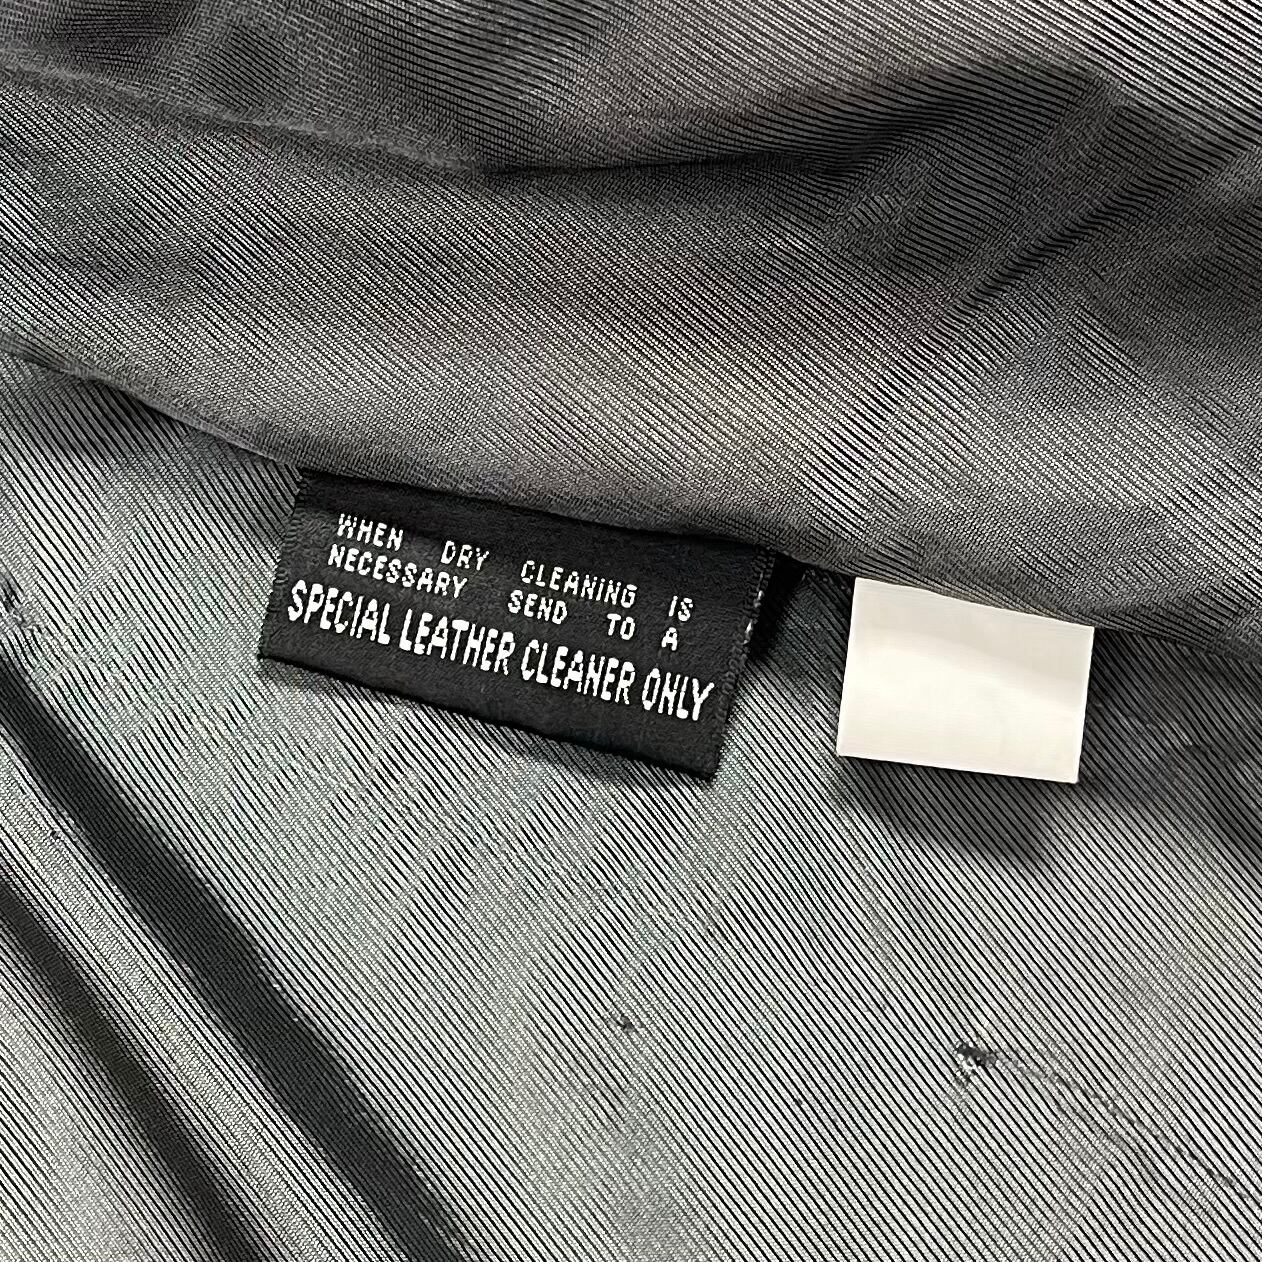 WHEN DRY CLEANING IS
NECESSARY SEND TO A
SPECIAL LEATHER CLEANER ONLY